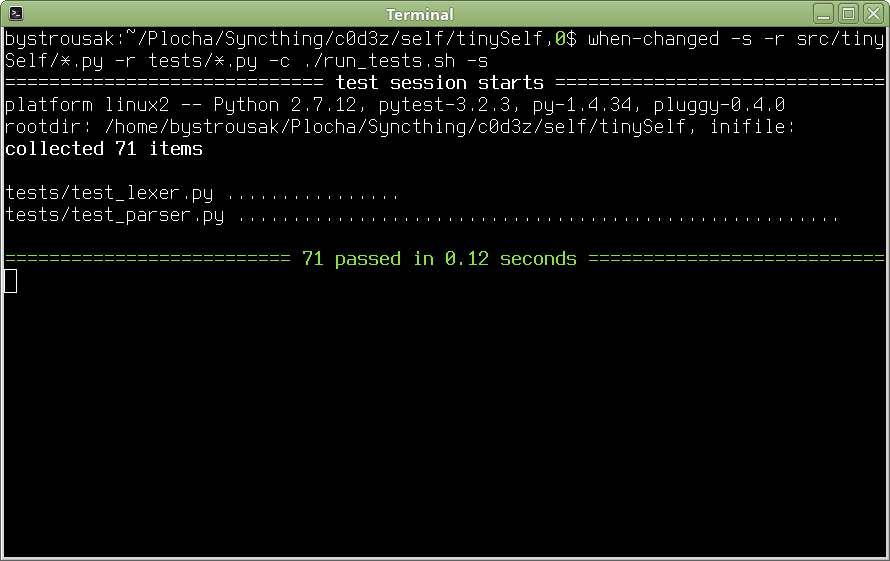 Terminal
bystrousak:~/Plocha/Syncthing/c0d3z/self/tinySelf,0$ when-changed -s -r src/tiny
Self/*.py -r tests/*.py -c ./run_tests.sh -s
============================= test session starts ==============================
platform linux2 -- Python 2.7.12, pytest-3.2.3, py-1.4.34, pluggy-0.4.0
rootdir: /home/bystrousak/Plocha/Syncthing/c0d3z/self/tinySelf, inifile:
collected 71 items
tests/test_lexer.py ................
tests/test_parser.py .......................................................
========================== 71 passed in 0.12 seconds ===========================